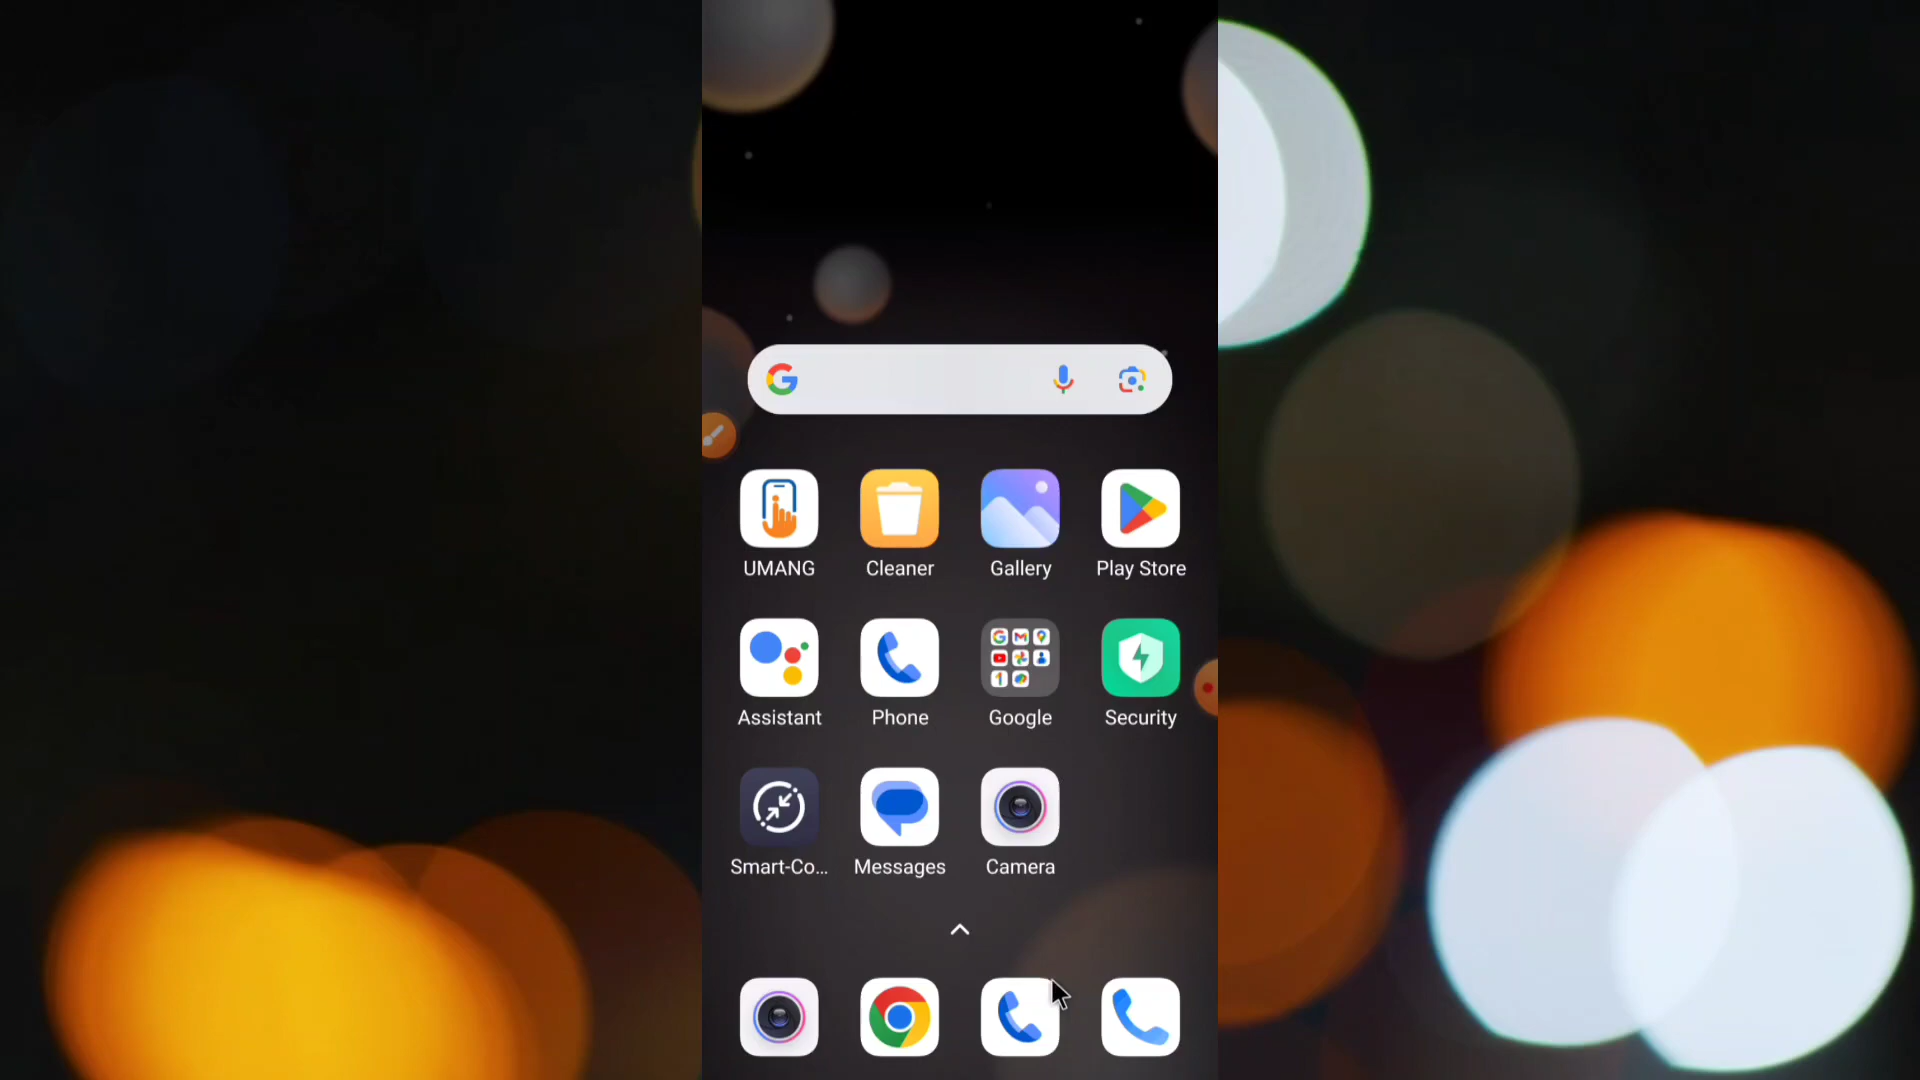 UMANG
Cleaner
Gallery
Play Store
Assistant
Phone
Google
Security
Smart-Co...
Messages
Camera